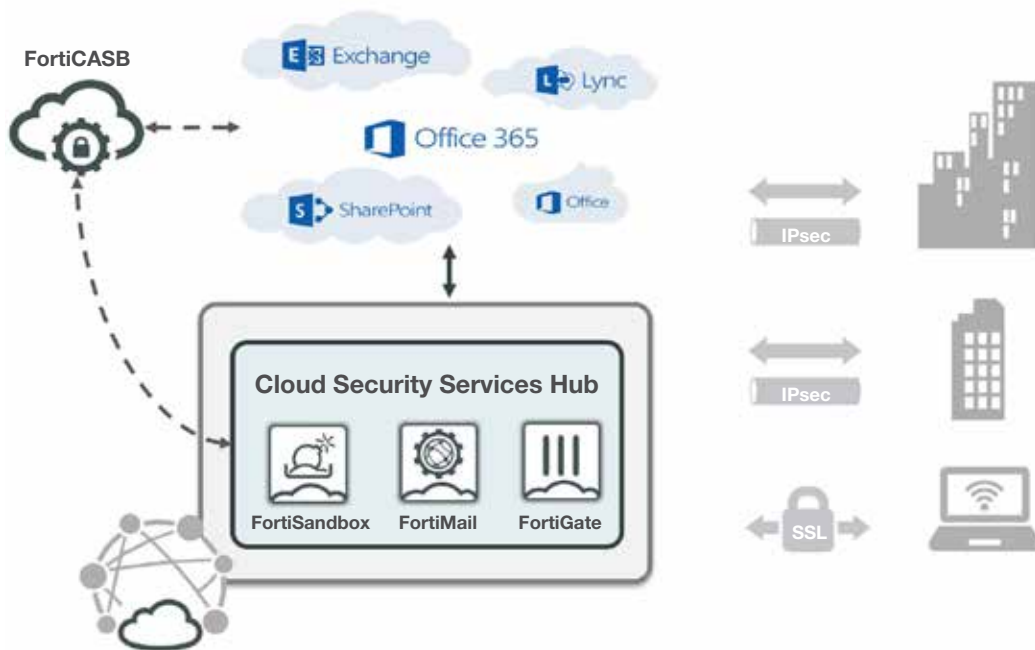 FortiCASB
E Exchange
L Lync
Office 365
S SharePoint
Office
IPsec
IPsec
Cloud Security Services Hub
FortiSandbox
FortiMail
FortiGate
SSL